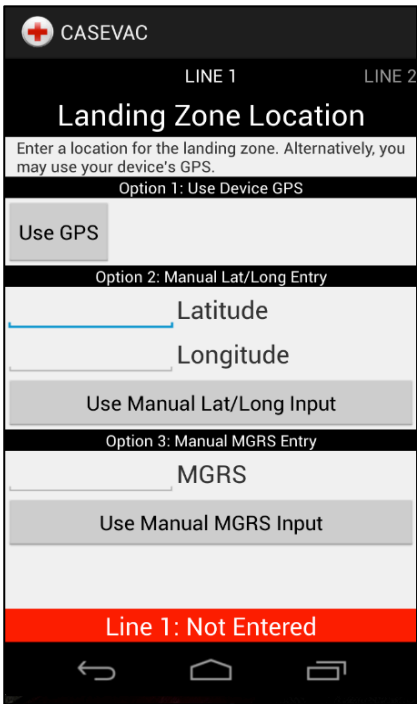 CASEVAC
LINE 1
LINE 2
Landing Zone Location
Enter a location for the landing zone. Alternatively, you
may use your device's GPS.
Option 1: Use Device GPS
Use GPS
Option 2: Manual Lat/Long Entry
Latitude
Longitude
Use Manual Lat/Long Input
Option 3: Manual MGRS Entry
MGRS
Use Manual MGRS Input
Line 1: Not Entered